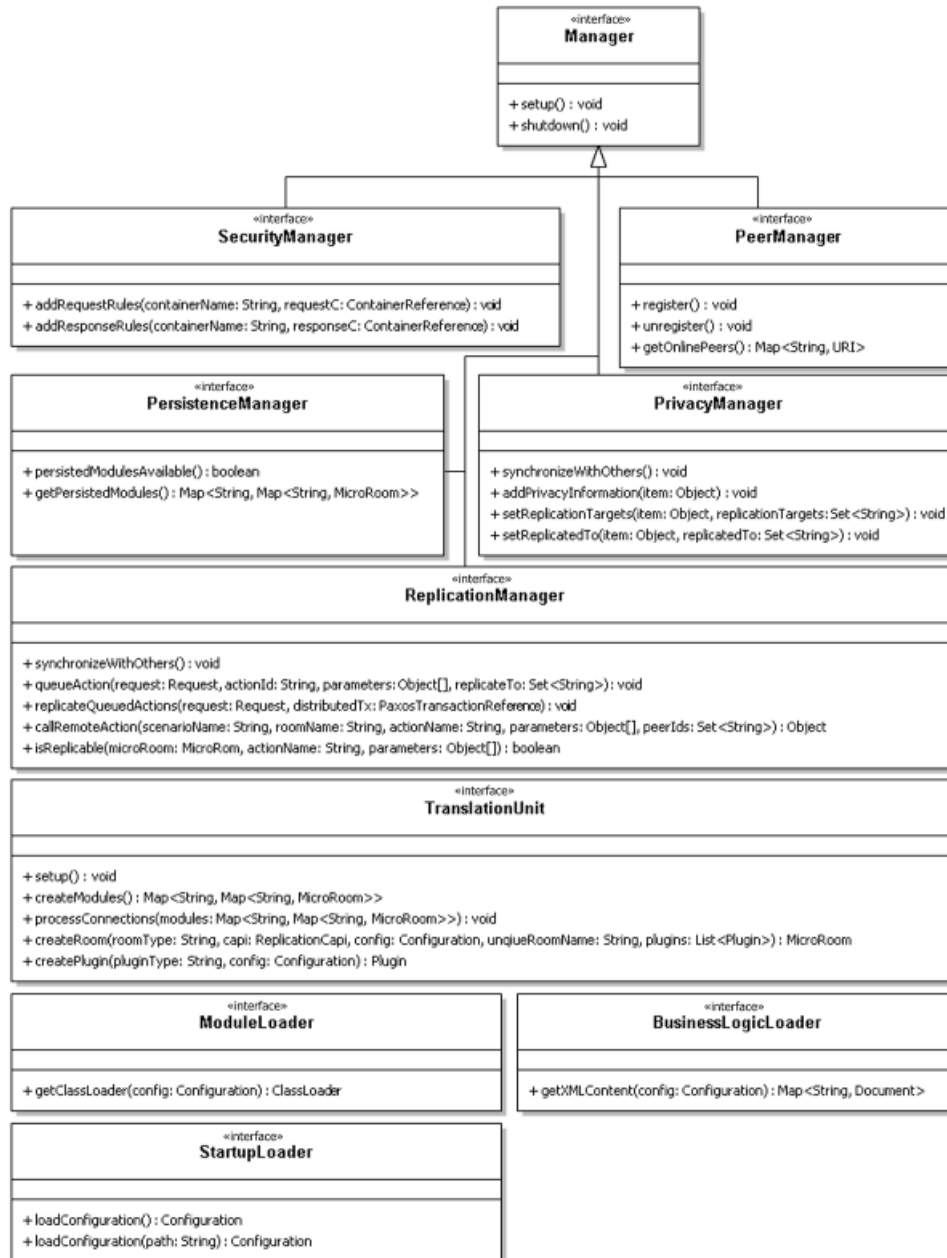 «interface»
Manager
+ setup() : void
+ shutdown() : void
«interface»
SecurityManager
+ addRequestRules(containerName: String, requestC: ContainerReference) : void
+ addResponseRules(containerName: String, responseC: ContainerReference) : void
«interface»
PeerManager
+ register() : void
+ unregister() : void
+ getOnlinePeers() : Map<String, URI>
«interface»
PersistenceManager
+ persistedModulesAvailable() : boolean
+ getPersistedModules() : Map<String, Map<String, MicroRoom>>
«interface»
PrivacyManager
+ synchronizeWithOthers() : void
+ addPrivacyInformation(item: Object) : void
+ setReplicationTargets(item: Object, replicationTargets: Set<String>) : void
+ setReplicatedTo(item: Object, replicatedTo: Set<String>) : void
«interface»
ReplicationManager
+ synchronizeWithOthers() : void
+ queueAction(request: Request, actionId: String, parameters: Object[], replicateTo: Set<String>) : void
+ replicateQueuedActions(request: Request, distributedTx: PaxosTransactionReference) : void
+ callRemoteAction(scenarioName: String, roomName: String, actionName: String, parameters: Object[], peerIds: Set<String>) : Object
+ isReplicable(microRoom: MicroRom, actionName: String, parameters: Object[]) : boolean
«interface»
TranslationUnit
+ setup() : void
+ createModules() : Map<String, Map<String, MicroRoom>>
+ processConnections(modules: Map<String, Map<String, MicroRoom>>) : void
+ createRoom(roomType: String, capi: ReplicationCapi, config: Configuration, unqiueRoomName: String, plugins: List<Plugin>) : MicroRoom
+ createPlugin(pluginType: String, config: Configuration) : Plugin
«interface»
ModuleLoader
+ getClassLoader(config: Configuration) : ClassLoader
«interface»
BusinessLogicLoader
+ getXMLContent(config: Configuration) : Map<String, Document>
«interface»
StartupLoader
+ loadConfiguration() : Configuration
+ loadConfiguration(path: String) : Configuration